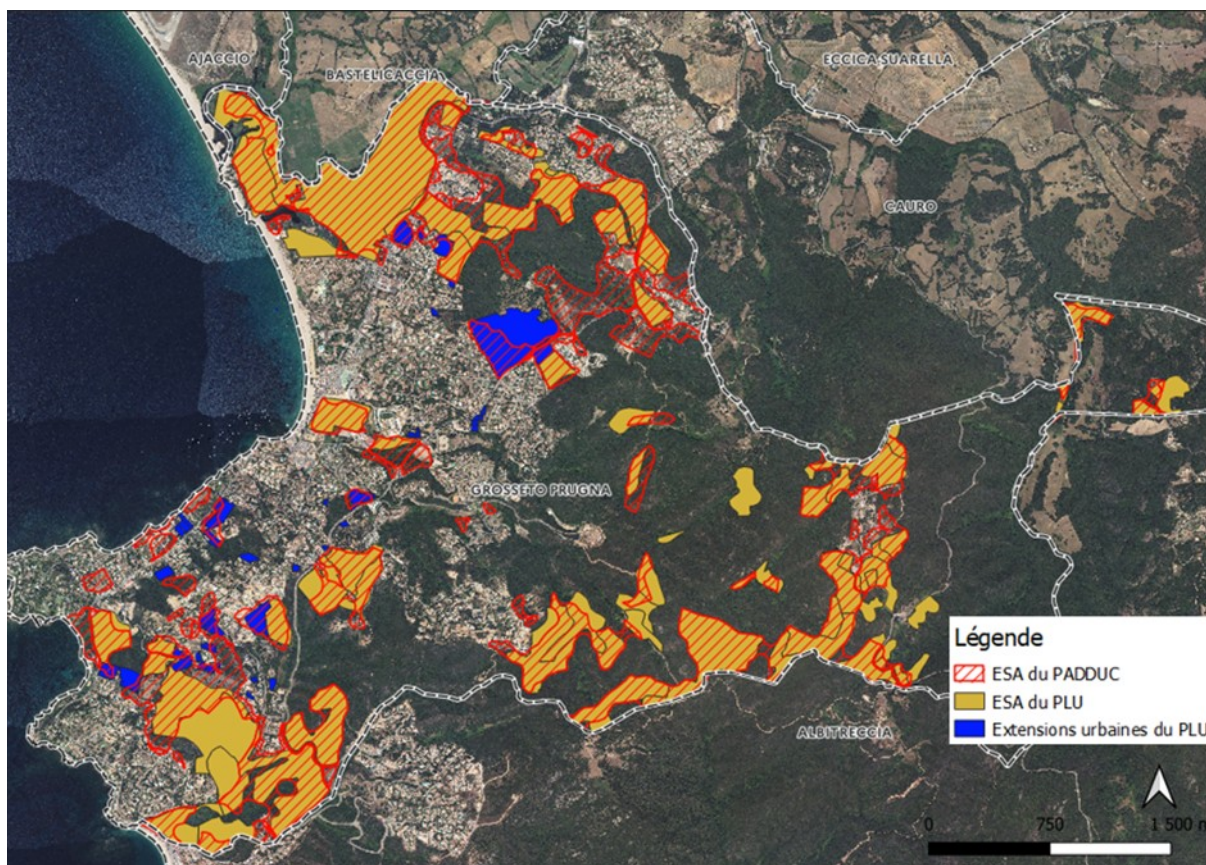 AJACCIO
BASTELICACCIA
ECCICA-SUARELLA
CAURO
GROSSETO PRUGNA
ALBITRECCIA
Légende
ESA du PADDUC
ESA du PLU
Extensions urbaines du PLU
0 750 1 500 m